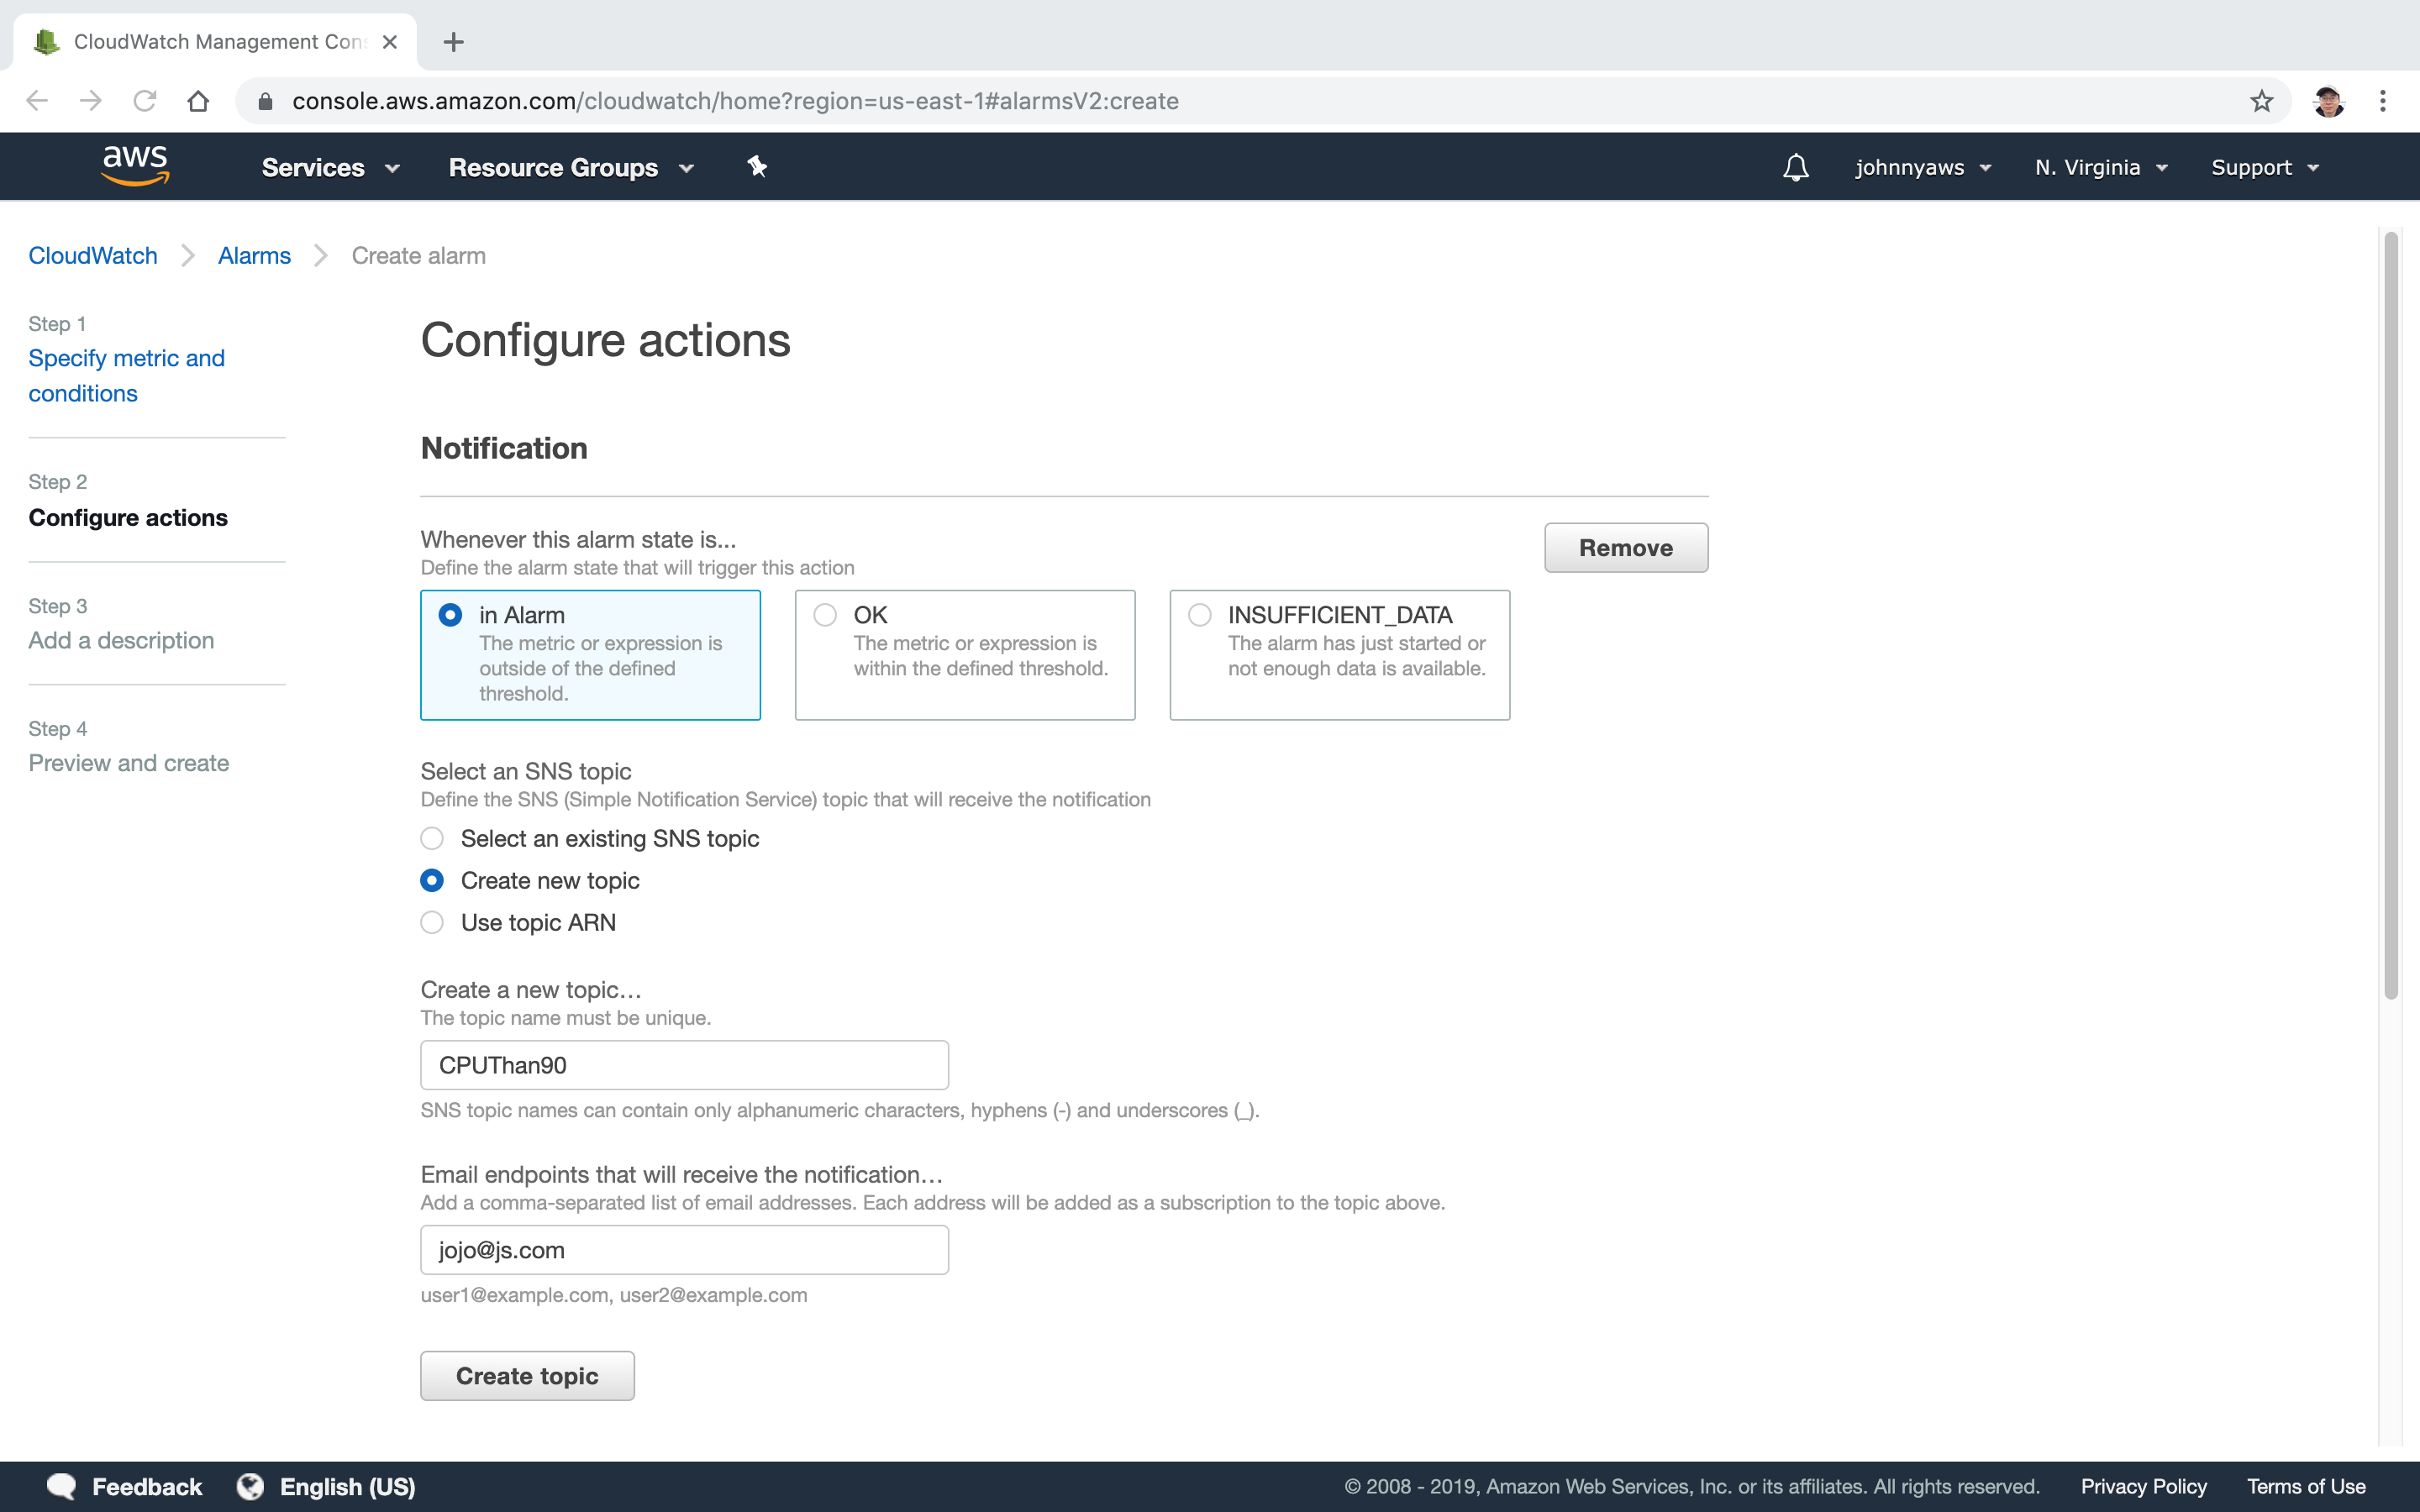 CloudWatch Management Con
console.aws.amazon.com/cloudwatch/home?region=us-east-1#alarmsV2:create
aws Services Resource Groups johnnyaws N. Virginia Support
CloudWatch Alarms Create alarm
Step 1
Specify metric and
conditions
Step 2
Configure actions
Step 3
Add a description
Step 4
Preview and create
Configure actions
Notification
Whenever this alarm state is...
Define the alarm state that will trigger this action
Remove
in Alarm
The metric or expression is
outside of the defined
threshold.
OK
The metric or expression is
within the defined threshold.
INSUFFICIENT_DATA
The alarm has just started or
not enough data is available.
Select an SNS topic
Define the SNS (Simple Notification Service) topic that will receive the notification
Select an existing SNS topic
Create new topic
Use topic ARN
Create a new topic…
The topic name must be unique.
CPUThan90
SNS topic names can contain only alphanumeric characters, hyphens (-) and underscores (_).
Email endpoints that will receive the notification…
Add a comma-separated list of email addresses. Each address will be added as a subscription to the topic above.
jojo@js.com
user1@example.com, user2@example.com
Create topic
Feedback English (US) © 2008 - 2019, Amazon Web Services, Inc. or its affiliates. All rights reserved. Privacy Policy Terms of Use